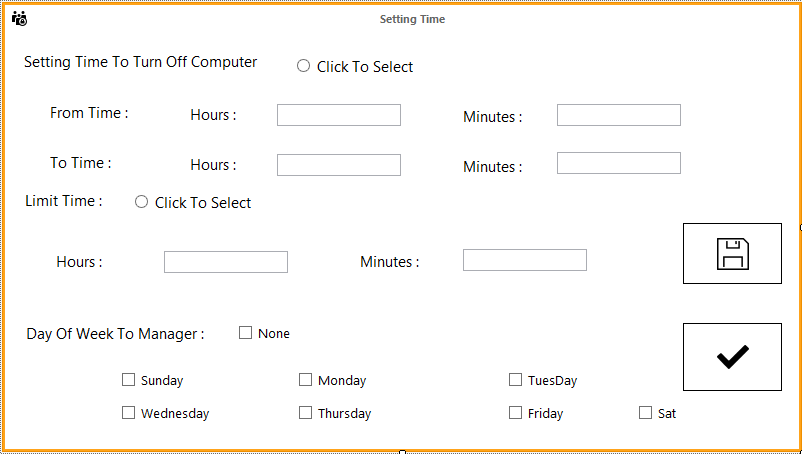 Setting Time
Setting Time To Turn Off Computer Click To Select
From Time : Hours : Minutes :
To Time : Hours : Minutes :
Limit Time : Click To Select
Hours : Minutes :
Day Of Week To Manager : None
Sunday Monday TuesDay
Wednesday Thursday Friday Sat